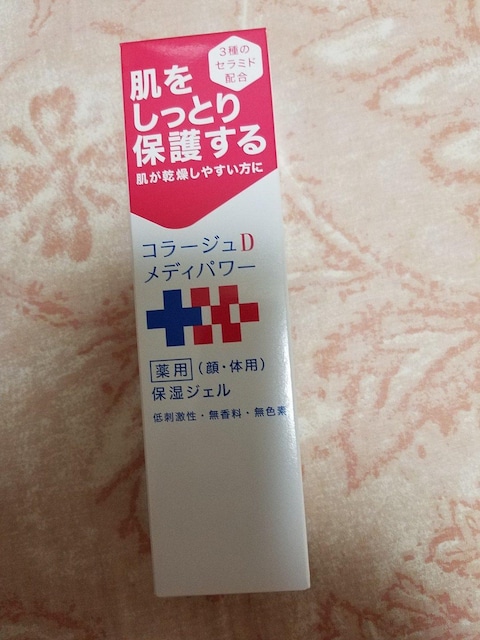 3種の
セラミド
配合
肌を
しっとり
保護する
肌が乾燥しやすい方に
コラージュD
メディパワー
薬用（顔・体用）
保湿ジェル
低刺激性・無香料・無色素